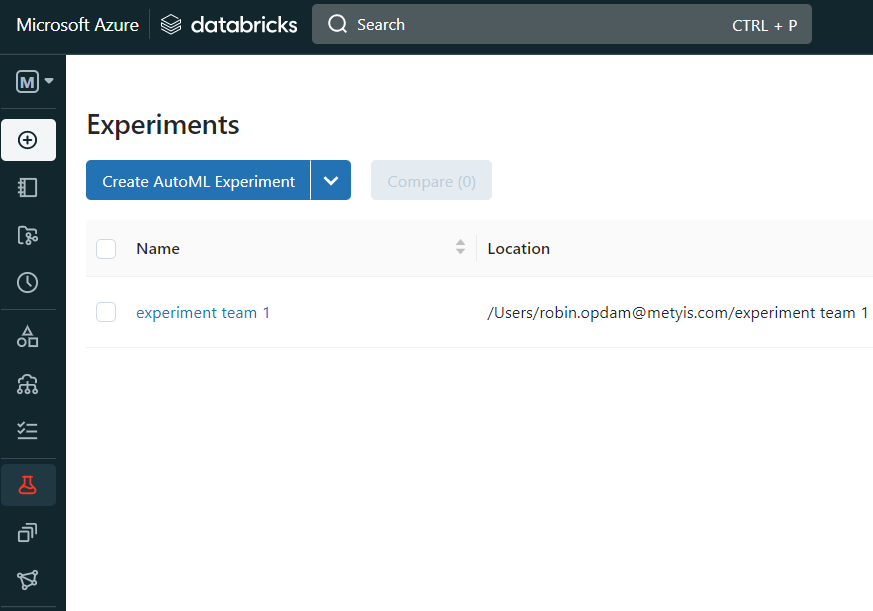 Microsoft Azure databricks Search CTRL + P
M
Experiments
Create AutoML Experiment Compare (0)
Name Location
experiment team 1 /Users/robin.opdam@metyis.com/experiment team 1